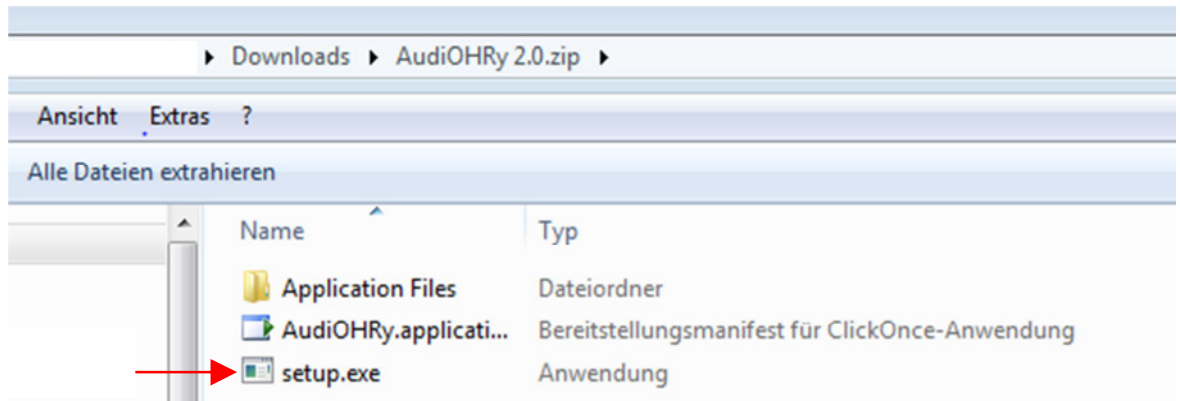 Downloads AudiOHRy 2.0.zip
Ansicht Extras ?
Alle Dateien extrahieren
Name Typ
Application Files Dateiordner
AudiOHRy.applicati... Bereitstellungsmanifest für ClickOnce-Anwendung
setup.exe Anwendung